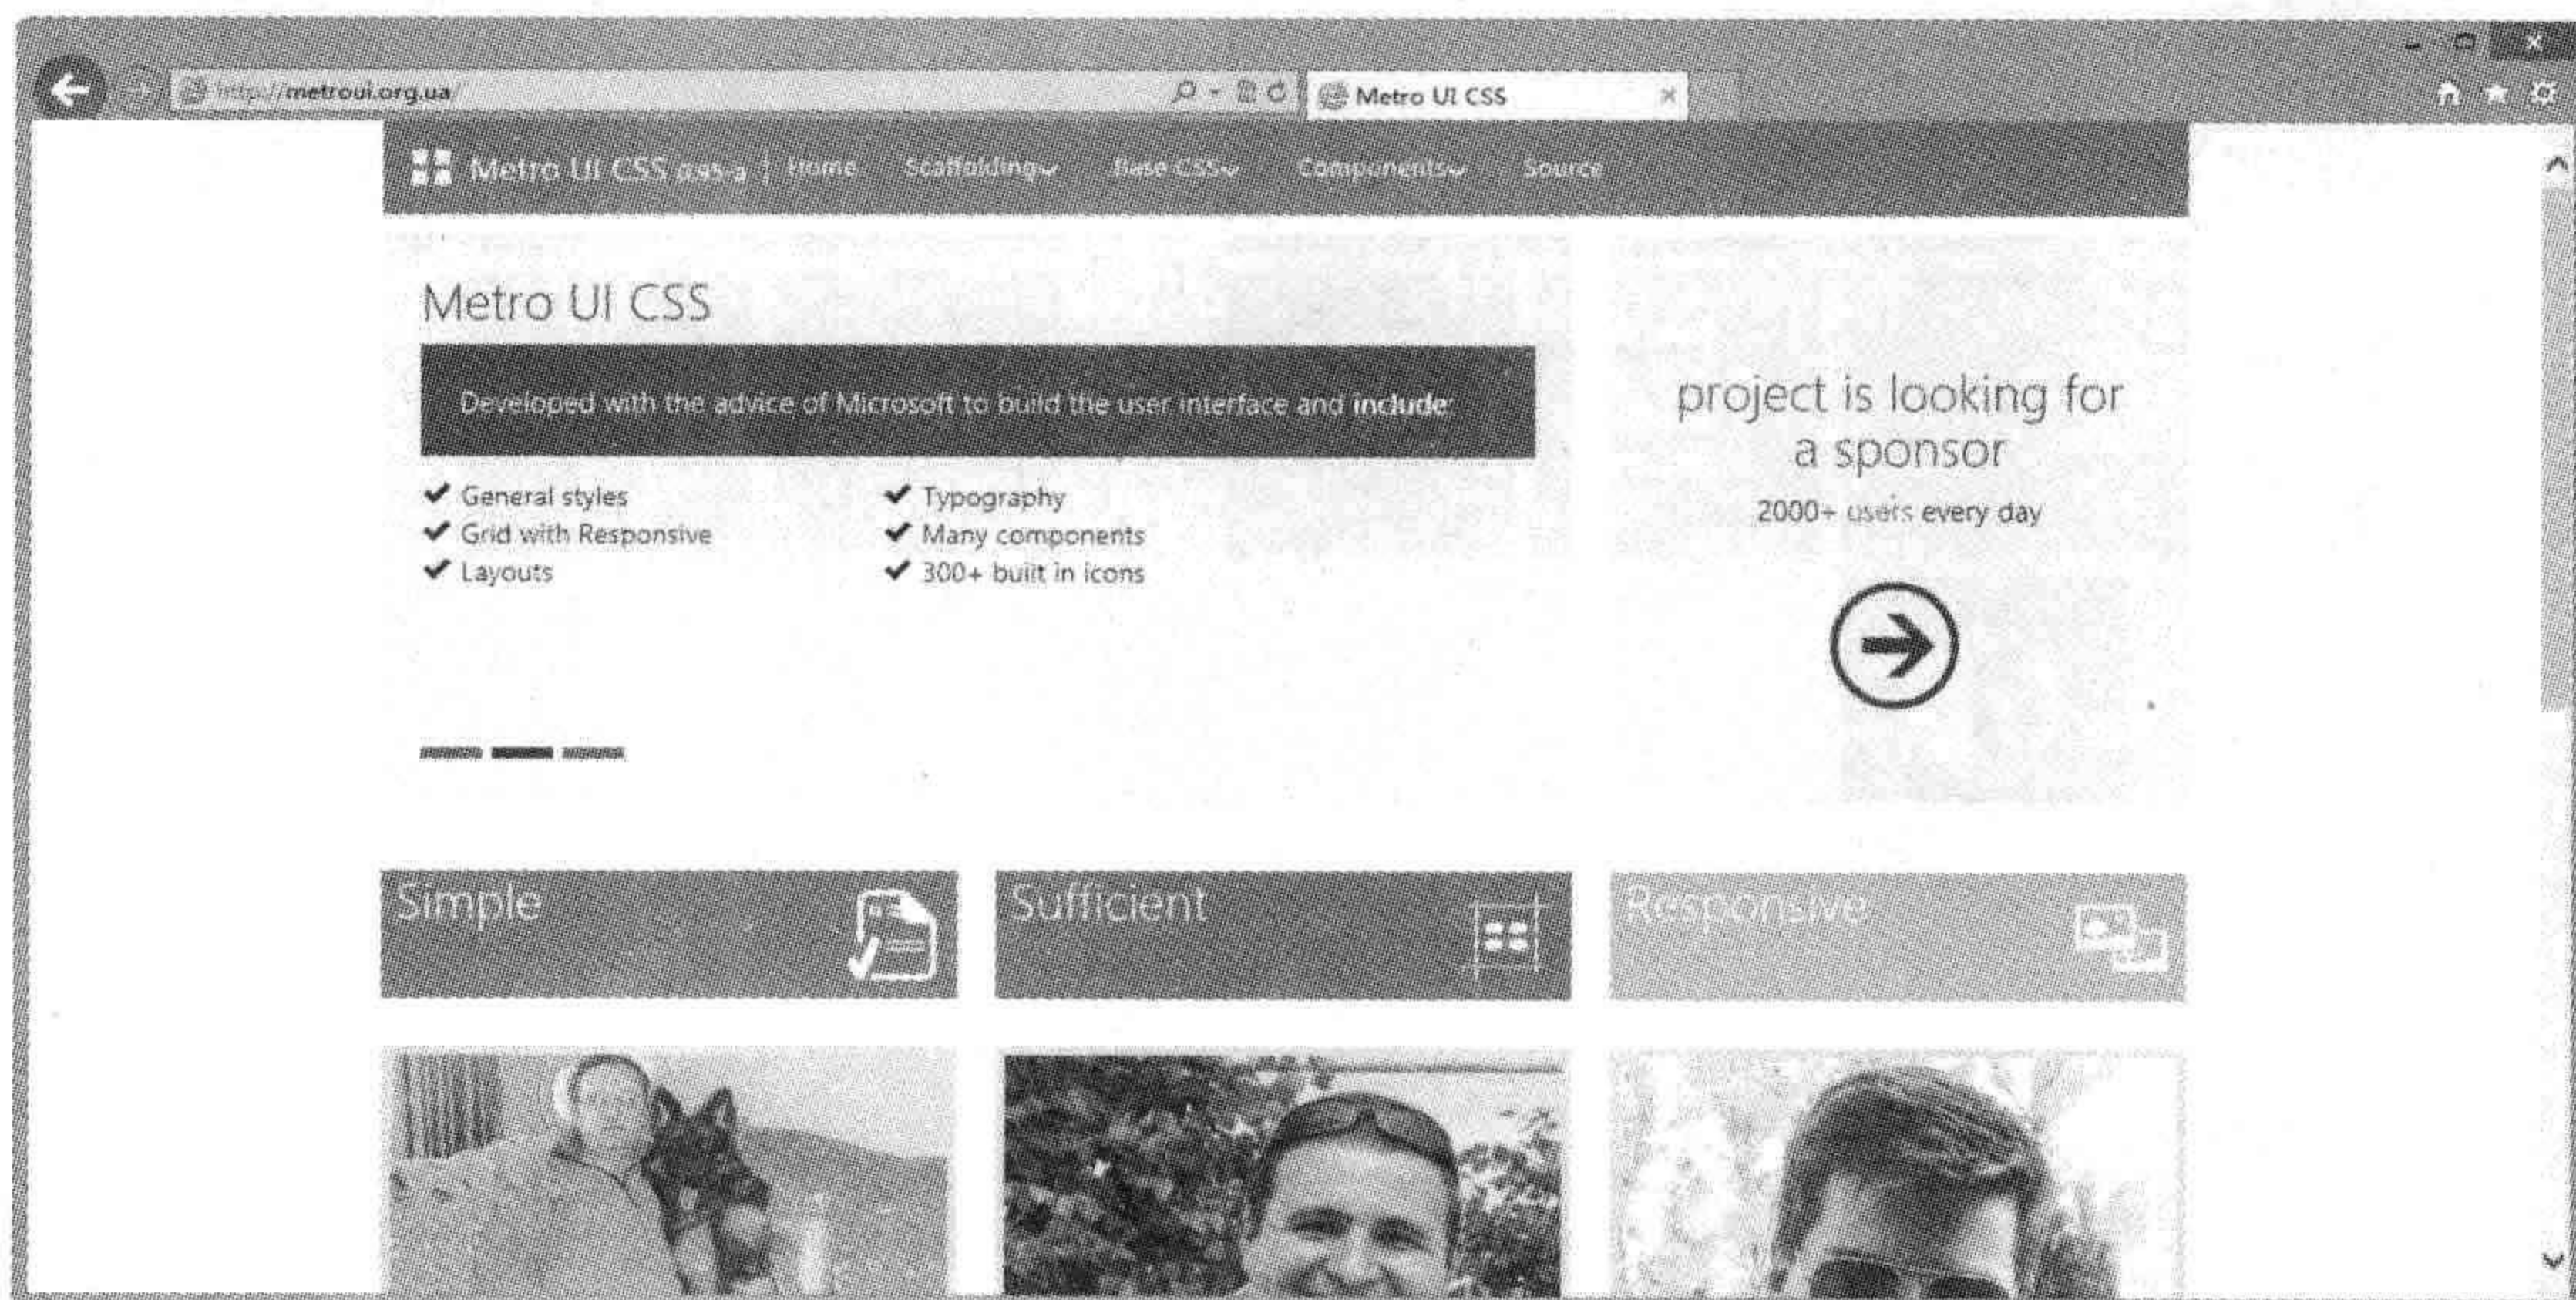 http://metroui.org.ua/
Metro UI CSS
Metro UI CSS 0.95-a | Home Scaffolding Base CSS Components Source
Metro UI CSS
Developed with the advice of Microsoft to build the user interface and include:
General styles
Grid with Responsive
Layouts
Typography
Many components
300+ built in icons
project is looking for
a sponsor
2000+ users every day
Simple
Sufficient
Responsive